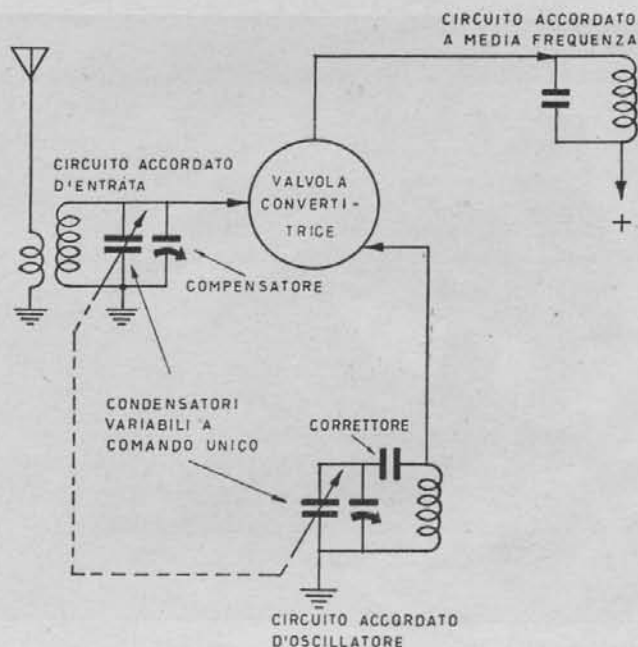 CIRCUITO ACCORDATO
A MEDIA FREQUENZA
CIRCUITO ACCORDATO
D'ENTRATA
VALVOLA
CONVERTI-
TRICE
+
COMPENSATORE
CONDENSATORI
VARIABILI A
COMANDO UNICO
CORRETTORE
CIRCUITO ACCORDATO
D'OSCILLATORE